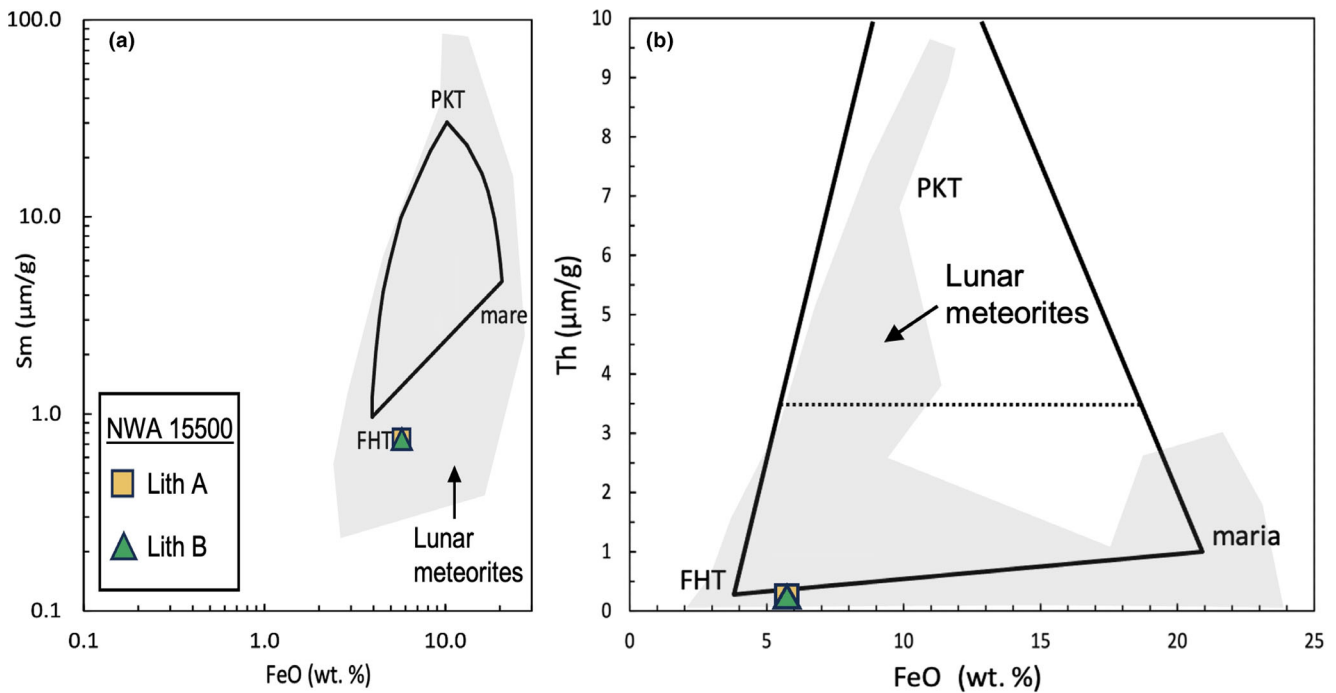 (a)
100.0
10.0
1.0
0.1
Sm (μm/g)
PKT
mare
FHT
NWA 15500
Lith A
Lith B
Lunar
meteorites
0.1
1.0
10.0
FeO (wt. %)
(b)
10
9
8
7
6
5
4
3
2
1
0
Th (μm/g)
PKT
Lunar
meteorites
FHT
maria
0
5
10
15
20
25
FeO (wt. %)